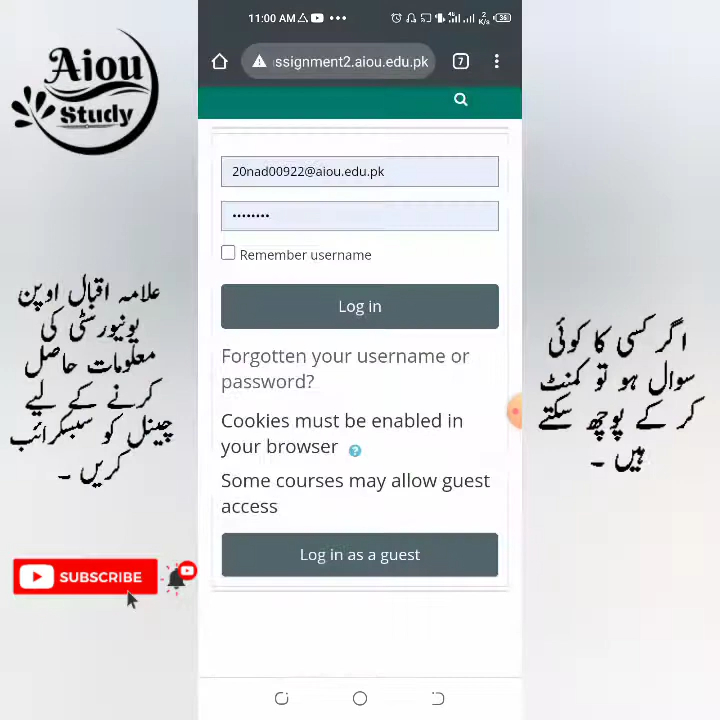 Aiou
Study
11:00 AM
2
K/s
36
ssignment2.aiou.edu.pk
7
20nad00922@aiou.edu.pk
••••••••
Remember username
Log in
Forgotten your username or
password?
Cookies must be enabled in
your browser
?
Some courses may allow guest
access
Log in as a guest
علامہ اقبال اوپن
یونیورسٹی کی
معلومات حاصل
کرنے کے لیے
چینل کو سبسکرائب
کریں ۔
SUBSCRIBE
اگر کسی کا کوئی
سوال ہو تو کمنٹ
کر کے پوچھ سکتے
ہیں ۔